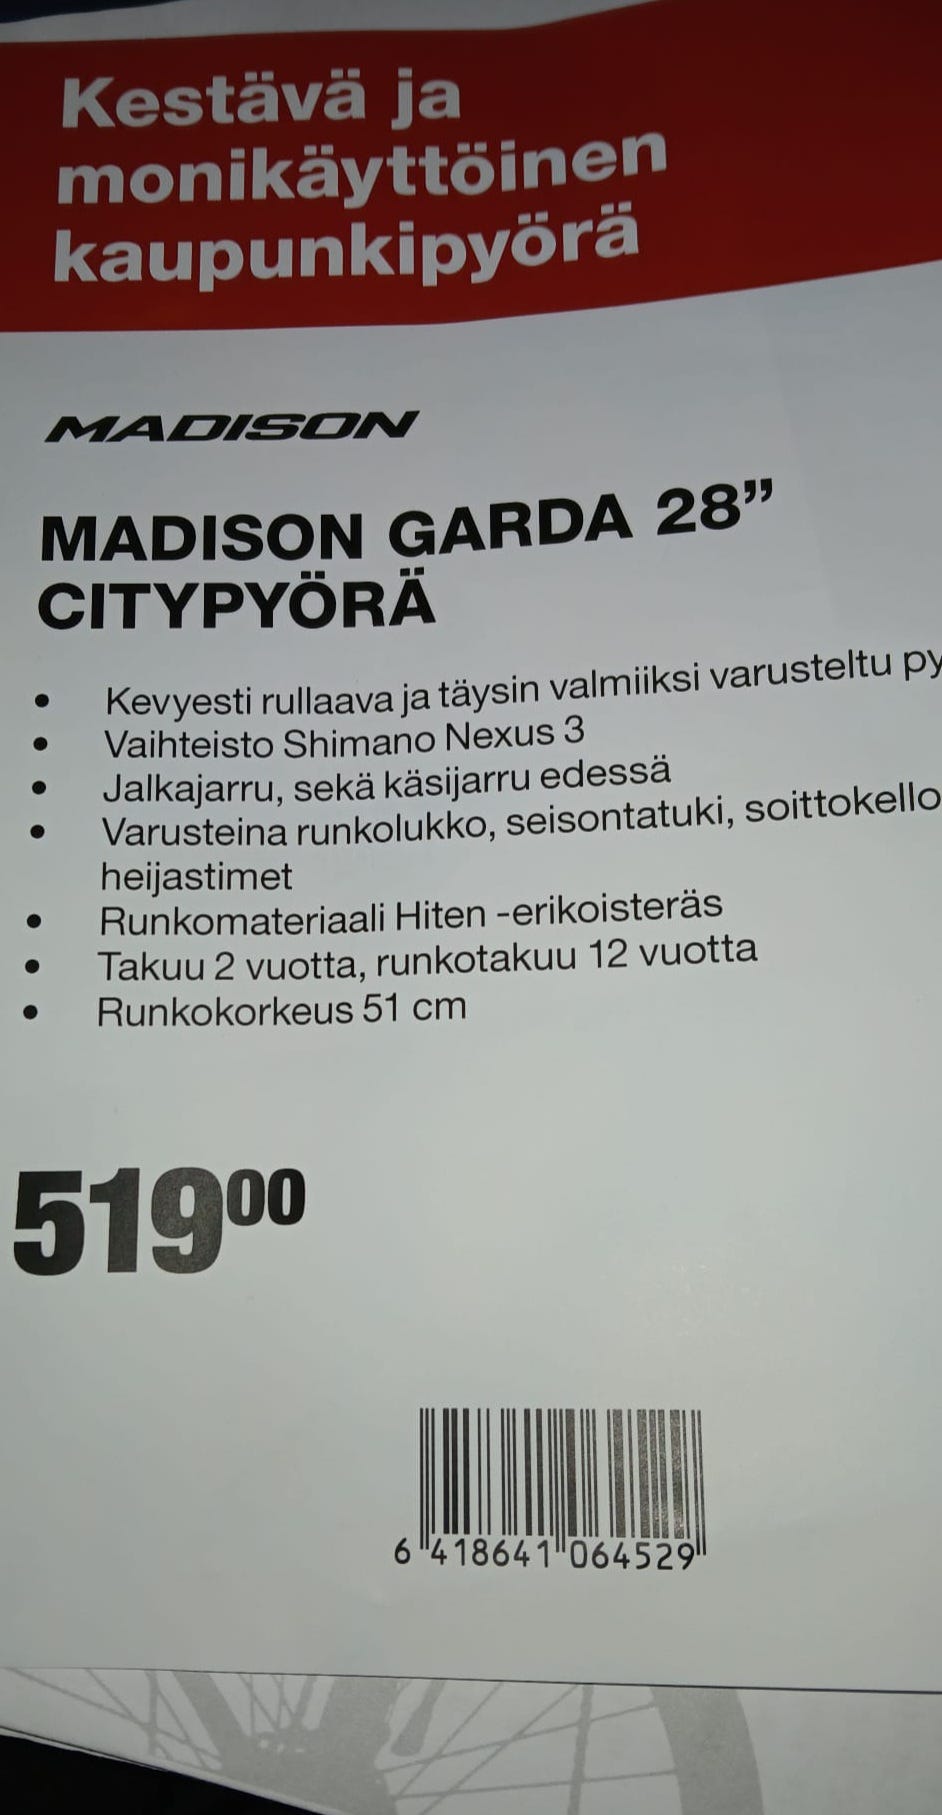 Kestävä ja
monikäyttöinen
kaupunkipyörä
MADISON
MADISON GARDA 28”
CITYPYÖRÄ
• Kevyesti rullaava ja täysin valmiiksi varusteltu
• Vaihteisto Shimano Nexus 3
• Jalkajarru, sekä käsijarru edessä
• Varusteina runkolukko, seisontatuki, soittokello
heijastimet
• Runkomateriaali Hiten -erikoisteräs
• Takuu 2 vuotta, runkotakuu 12 vuotta
• Runkokorkeus 51 cm
51900
6 418641 064529